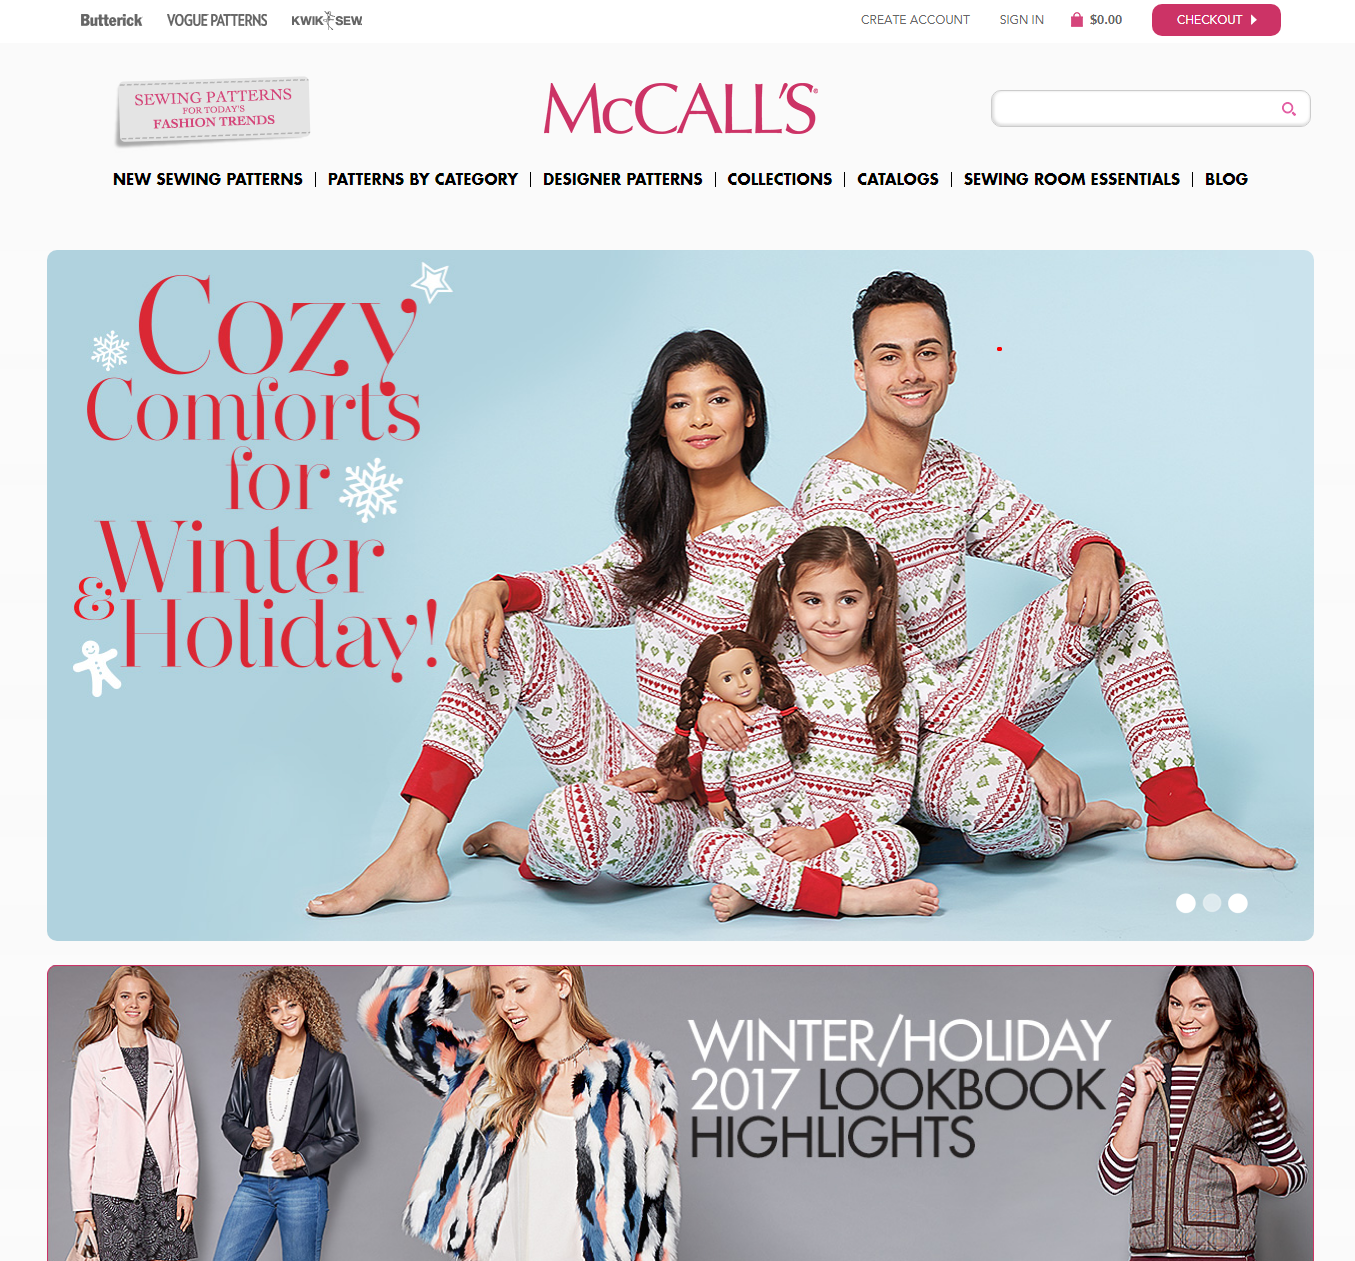 Butterick VOGUE PATTERNS KWIK SEW CREATE ACCOUNT SIGN IN $0.00 CHECKOUT
SEWING PATTERNS
FOR TODAY'S
FASHION TRENDS
McCALL'S®
NEW SEWING PATTERNS | PATTERNS BY CATEGORY | DESIGNER PATTERNS | COLLECTIONS | CATALOGS | SEWING ROOM ESSENTIALS | BLOG
Cozy
Comforts
for
Winter
& Holiday!
WINTER/HOLIDAY
2017 LOOKBOOK
HIGHLIGHTS